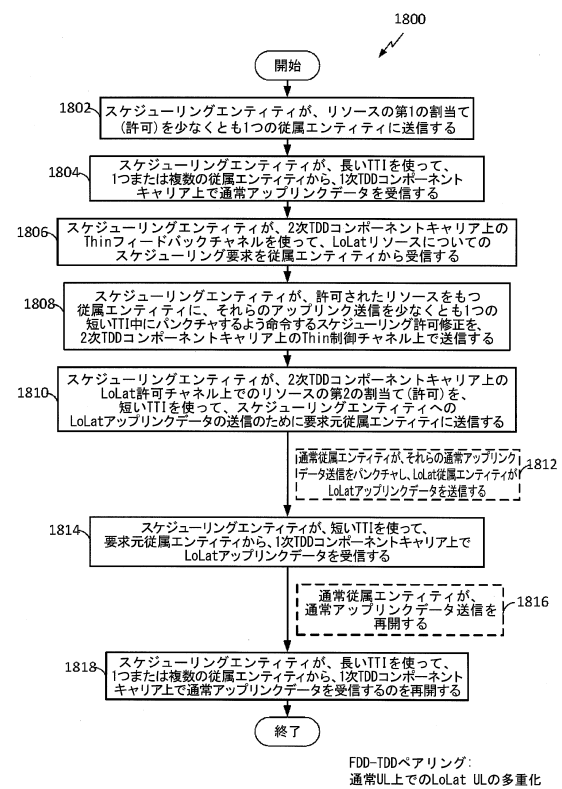 1800
開始
1802
スケジューリングエンティティが、リソースの第1の割当て
(許可)を少なくとも1つの従属エンティティに送信する
1804
スケジューリングエンティティが、長いTTIを使って、
1つまたは複数の従属エンティティから、1次TDDコンポーネント
キャリア上で通常アップリンクデータを受信する
1806
スケジューリングエンティティが、2次TDDコンポーネントキャリア上の
Thinフィードバックチャネルを使って、LoLatリソースについての
スケジューリング要求を従属エンティティから受信する
1808
スケジューリングエンティティが、許可されたリソースをもつ
従属エンティティに、それらのアップリンク送信を少なくとも1つの
短いTTI中にパンクチャするよう命令するスケジューリング許可修正を、
2次TDDコンポーネントキャリア上のThin制御チャネル上で送信する
1810
スケジューリングエンティティが、2次TDDコンポーネントキャリア上の
LoLat許可チャネル上でのリソースの第2の割当て(許可)を、
短いTTIを使って、スケジューリングエンティティへの
LoLatアップリンクデータの送信のために要求元従属エンティティに送信する
通常従属エンティティが、それらの通常アップリンク
データ送信をパンクチャし、LoLat従属エンティティが
LoLatアップリンクデータを送信する
1812
1814
スケジューリングエンティティが、短いTTIを使って、
要求元従属エンティティから、1次TDDコンポーネントキャリア上で
LoLatアップリンクデータを受信する
通常従属エンティティが、
通常アップリンクデータ送信を
再開する
1816
1818
スケジューリングエンティティが、長いTTIを使って、
1つまたは複数の従属エンティティから、1次TDDコンポーネント
キャリア上で通常アップリンクデータを受信するのを再開する
終了
FDD-TDDペアリング:
通常UL上でのLoLat ULの多重化